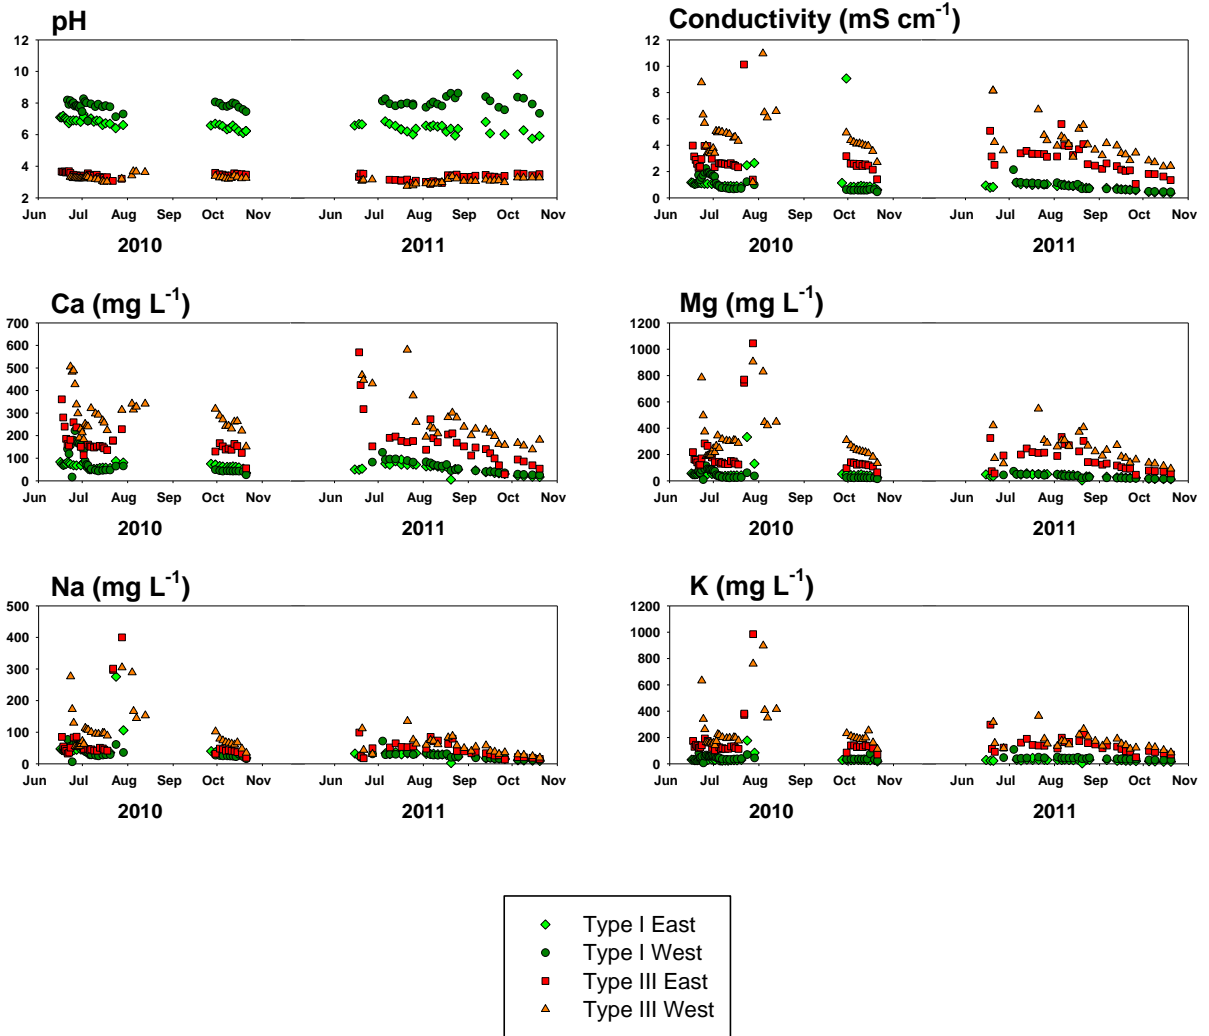 pH Conductivity (mS cm⁻¹)
12 12
10 10
8 8
6 6
4 4
2 2
0
Jun Jul Aug Sep Oct Nov Jun Jul Aug Sep Oct Nov Jun Jul Aug Sep Oct Nov Jun Jul Aug Sep Oct Nov
2010 2011 2010 2011
Ca (mg L⁻¹) Mg (mg L⁻¹)
700 1200
600 1000
500 800
400 600
300 400
200 200
100 0
0
Jun Jul Aug Sep Oct Nov Jun Jul Aug Sep Oct Nov Jun Jul Aug Sep Oct Nov Jun Jul Aug Sep Oct Nov
2010 2011 2010 2011
Na (mg L⁻¹) K (mg L⁻¹)
500 1200
400 1000
300 800
200 600
100 400
0 200
0
Jun Jul Aug Sep Oct Nov Jun Jul Aug Sep Oct Nov Jun Jul Aug Sep Oct Nov Jun Jul Aug Sep Oct Nov
2010 2011 2010 2011
Type I East
Type I West
Type III East
Type III West